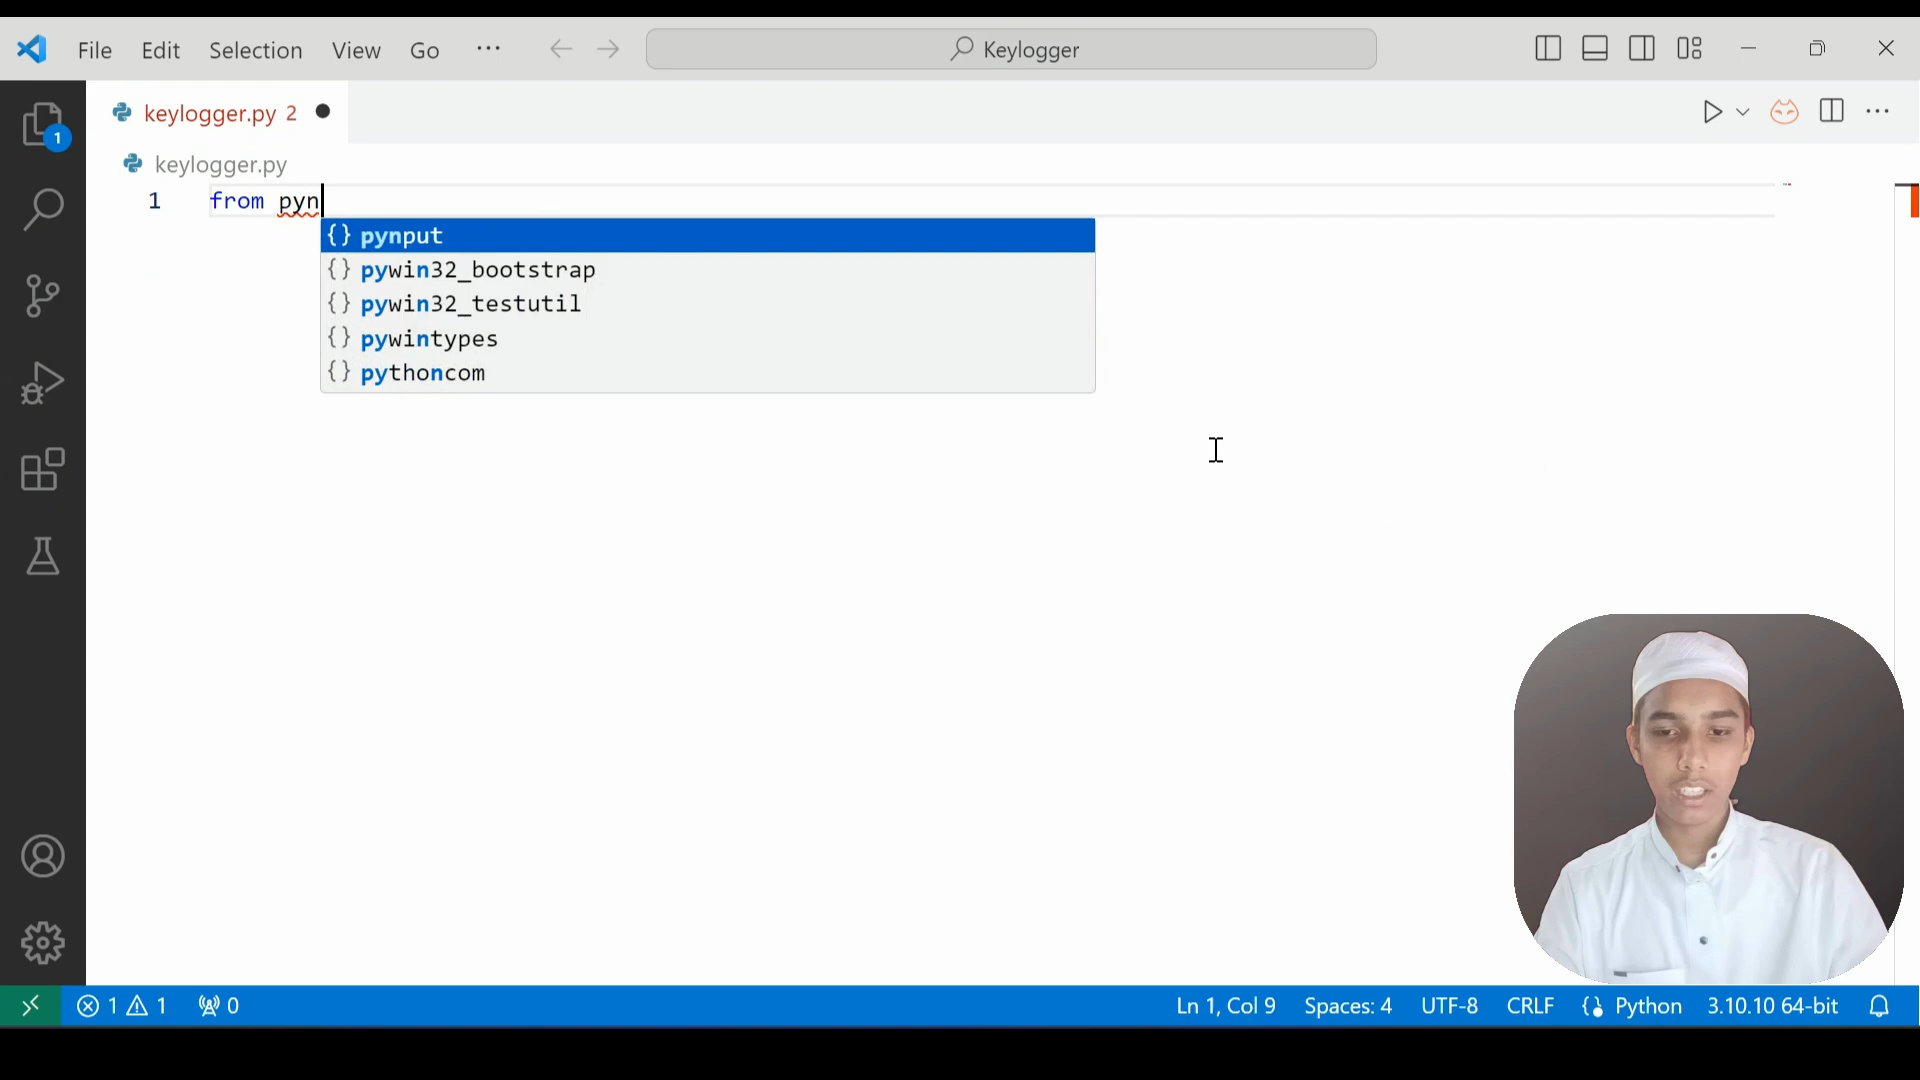 File Edit Selection View Go ··· Keylogger
keylogger.py 2
1
keylogger.py
1 from pyn
{} pynput
{} pywin32_bootstrap
{} pywin32_testutil
{} pywintypes
{} pythoncom
1 1 0 Ln 1, Col 9 Spaces: 4 UTF-8 CRLF {} Python 3.10.10 64-bit